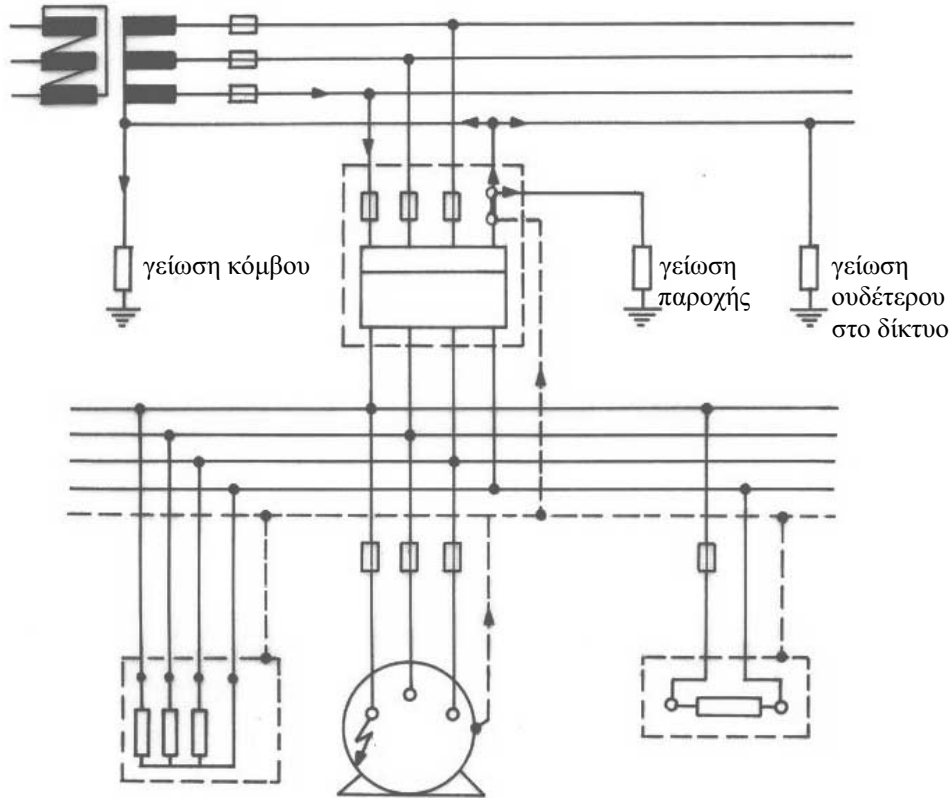 γείωση κόμβου
γείωση
παροχής
γείωση
ουδέτερου
στο δίκτυο